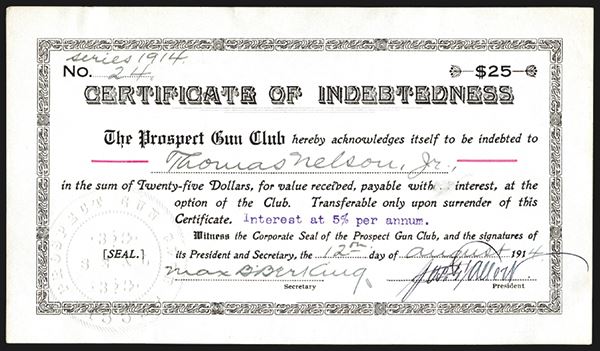 series 1914.
No. 24.
$25
CERTIFICATE OF INDEBTEDNESS
The Prospect Gun Club hereby acknowledges itself to be indebted to
Thomas Nelson, Jr.,
in the sum of Twenty-five Dollars, for value received, payable with interest, at the
option of the Club. Transferable only upon surrender of this
Certificate. Interest at 5% per annum.
Witness the Corporate Seal of the Prospect Gun Club, and the signatures of
[SEAL.] its President and Secretary, the 12th day of August 1914
Secretary
President
PROSPECT GUN